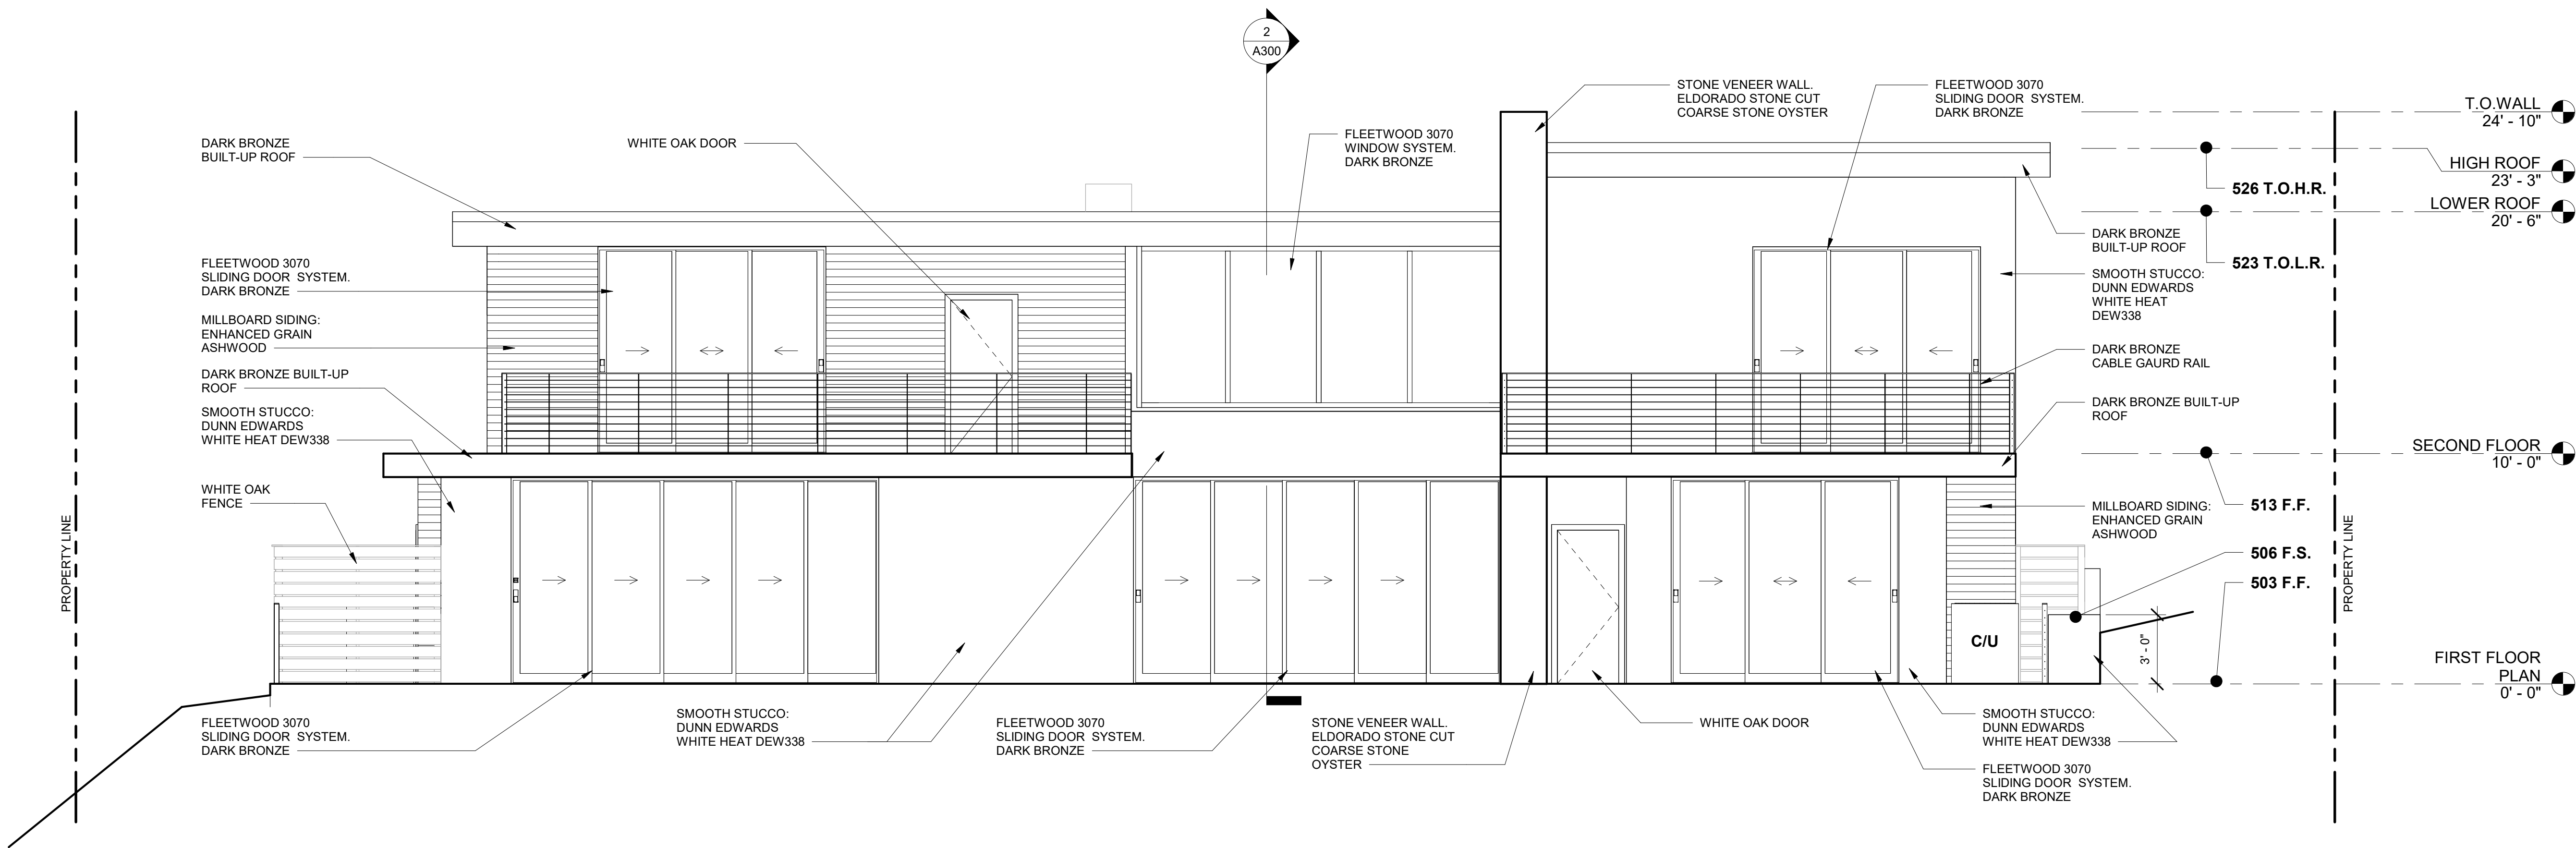 2
A300
STONE VENEER WALL.
ELDORADO STONE CUT
COARSE STONE OYSTER
FLEETWOOD 3070
SLIDING DOOR SYSTEM.
DARK BRONZE
T.O.WALL
24' - 10"
DARK BRONZE
BUILT-UP ROOF
WHITE OAK DOOR
FLEETWOOD 3070
WINDOW SYSTEM.
DARK BRONZE
HIGH ROOF
23' - 3"
526 T.O.H.R.
LOWER ROOF
20' - 6"
DARK BRONZE
BUILT-UP ROOF
523 T.O.L.R.
FLEETWOOD 3070
SLIDING DOOR SYSTEM.
DARK BRONZE
SMOOTH STUCCO:
DUNN EDWARDS
WHITE HEAT
DEW338
MILLBOARD SIDING:
ENHANCED GRAIN
ASHWOOD
DARK BRONZE
CABLE GAURD RAIL
DARK BRONZE BUILT-UP
ROOF
DARK BRONZE BUILT-UP
ROOF
SMOOTH STUCCO:
DUNN EDWARDS
WHITE HEAT DEW338
SECOND FLOOR
10' - 0"
WHITE OAK
FENCE
513 F.F.
MILLBOARD SIDING:
ENHANCED GRAIN
ASHWOOD
PROPERTY LINE
PROPERTY LINE
506 F.S.
503 F.F.
C/U
3' - 0"
FIRST FLOOR
PLAN
0' - 0"
FLEETWOOD 3070
SLIDING DOOR SYSTEM.
DARK BRONZE
SMOOTH STUCCO:
DUNN EDWARDS
WHITE HEAT DEW338
FLEETWOOD 3070
SLIDING DOOR SYSTEM.
DARK BRONZE
STONE VENEER WALL.
ELDORADO STONE CUT
COARSE STONE
OYSTER
WHITE OAK DOOR
SMOOTH STUCCO:
DUNN EDWARDS
WHITE HEAT DEW338
FLEETWOOD 3070
SLIDING DOOR SYSTEM.
DARK BRONZE